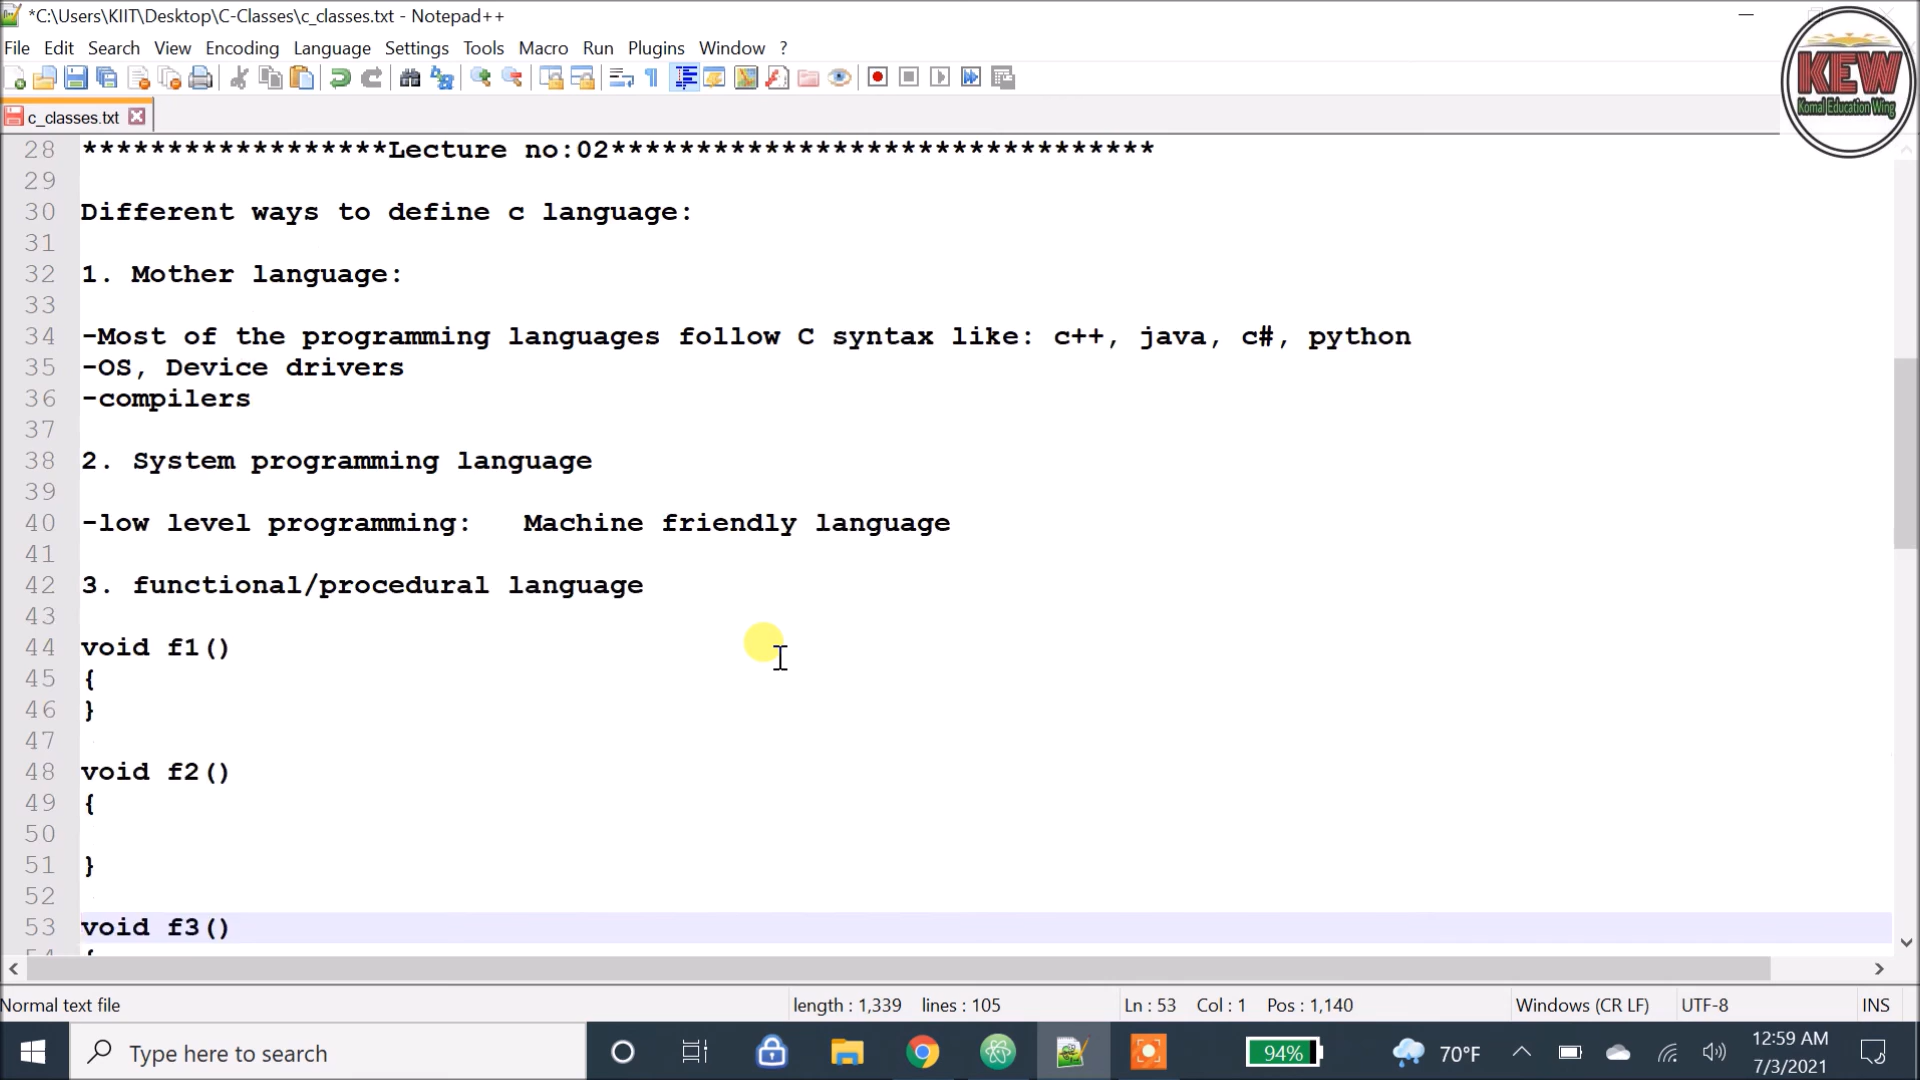 *C:\Users\KIIT\Desktop\C-Classes\c_classes.txt - Notepad++
File Edit Search View Encoding Language Settings Tools Macro Run Plugins Window ?
KEW
Komal Education Wing
c_classes.txt
28 ******************Lecture no:02********************************
29
30 Different ways to define c language:
31
32 1. Mother language:
33
34 -Most of the programming languages follow C syntax like: c++, java, c#, python
35 -OS, Device drivers
36 -compilers
37
38 2. System programming language
39
40 -low level programming:   Machine friendly language
41
42 3. functional/procedural language
43
44 void f1()
45 {
46 }
47
48 void f2()
49 {
50
51 }
52
53 void f3()
54 {
Normal text file length : 1,339 lines : 105 Ln : 53 Col : 1 Pos : 1,140 Windows (CR LF) UTF-8 INS
Type here to search 94% 70°F 12:59 AM
7/3/2021